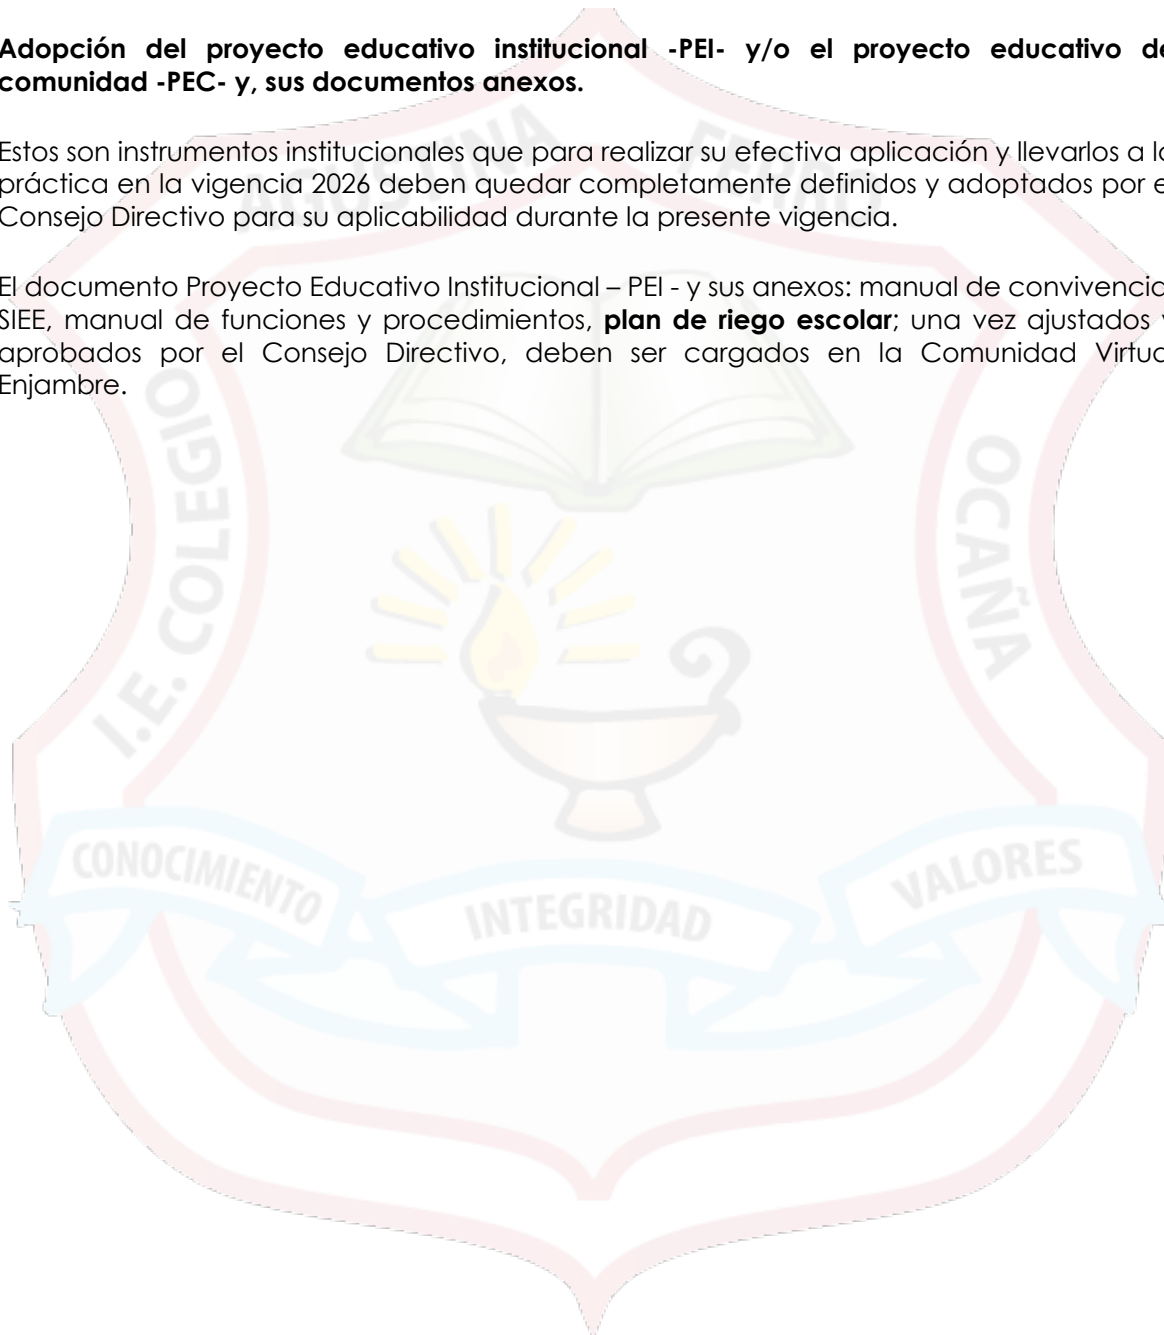 Adopción del proyecto educativo institucional -PEI- y/o el proyecto educativo de
comunidad -PEC- y, sus documentos anexos.
Estos son instrumentos institucionales que para realizar su efectiva aplicación y llevarlos a la
práctica en la vigencia 2026 deben quedar completamente definidos y adoptados por e
Consejo Directivo para su aplicabilidad durante la presente vigencia.
El documento Proyecto Educativo Institucional – PEI - y sus anexos: manual de convivencia
SIEE, manual de funciones y procedimientos, plan de riego escolar; una vez ajustados y
aprobados por el Consejo Directivo, deben ser cargados en la Comunidad Virtua
Enjambre.
I.E. COLEGIO AGUSTINA FERRO OCAÑA
CONOCIMIENTO
INTEGRIDAD
VALORES